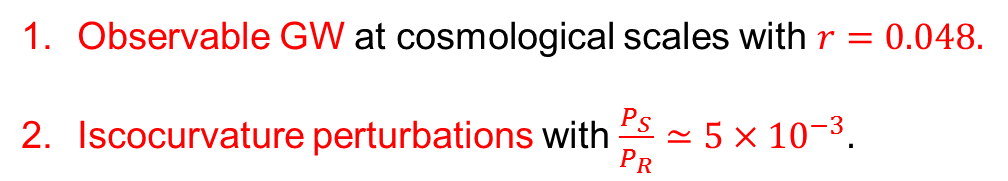 1. Observable GW at cosmological scales with r = 0.048.
2. Iscocurvature perturbations with P_S/P_R ≃ 5 × 10^−3.